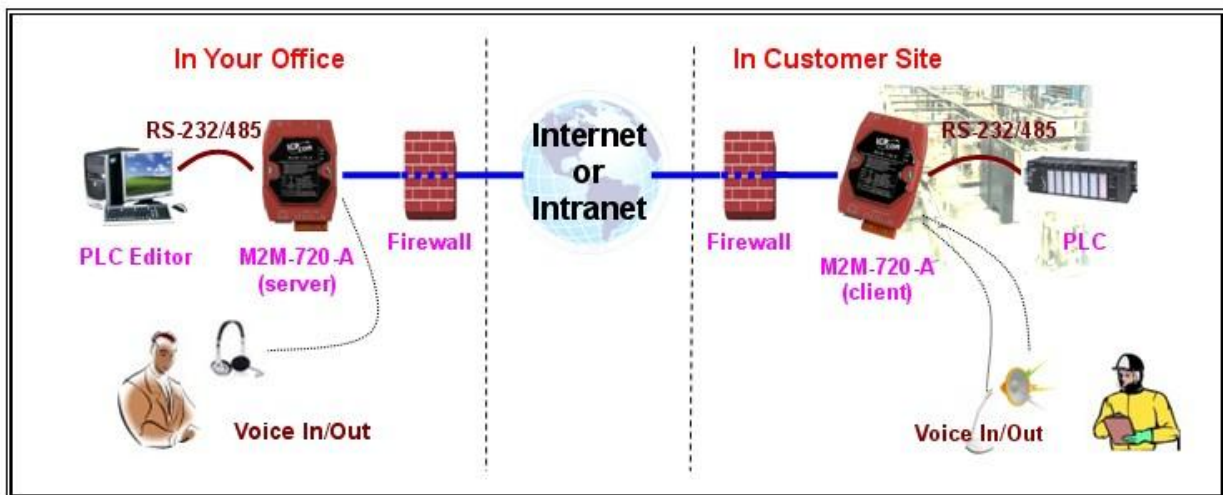 In Your Office
In Customer Site
RS-232/485
RS-232/485
Internet
or
Intranet
PLC Editor
M2M-720-A
(server)
Firewall
Firewall
M2M-720-A
(client)
PLC
Voice In/Out
Voice In/Out